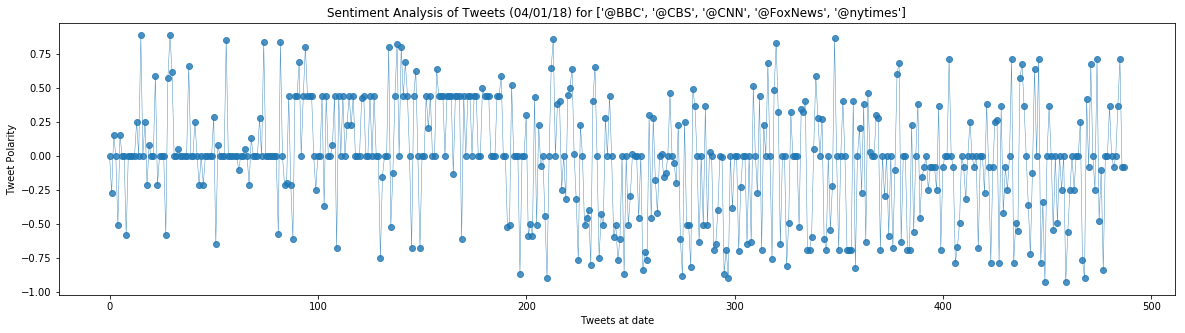 Sentiment Analysis of Tweets (04/01/18) for ['@BBC', '@CBS', '@CNN', '@FoxNews', '@nytimes']
Tweet Polarity
0.75
0.50
0.25
0.00
−0.25
−0.50
−0.75
−1.00
0 100 200 300 400 500
Tweets at date